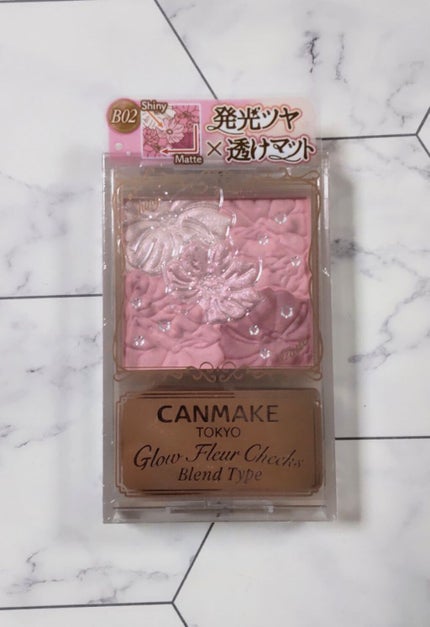 B02
Shiny
Matte
発光ツヤ
×透けマット
CANMAKE
TOKYO
Glow Fleur Cheeks
Blend Type